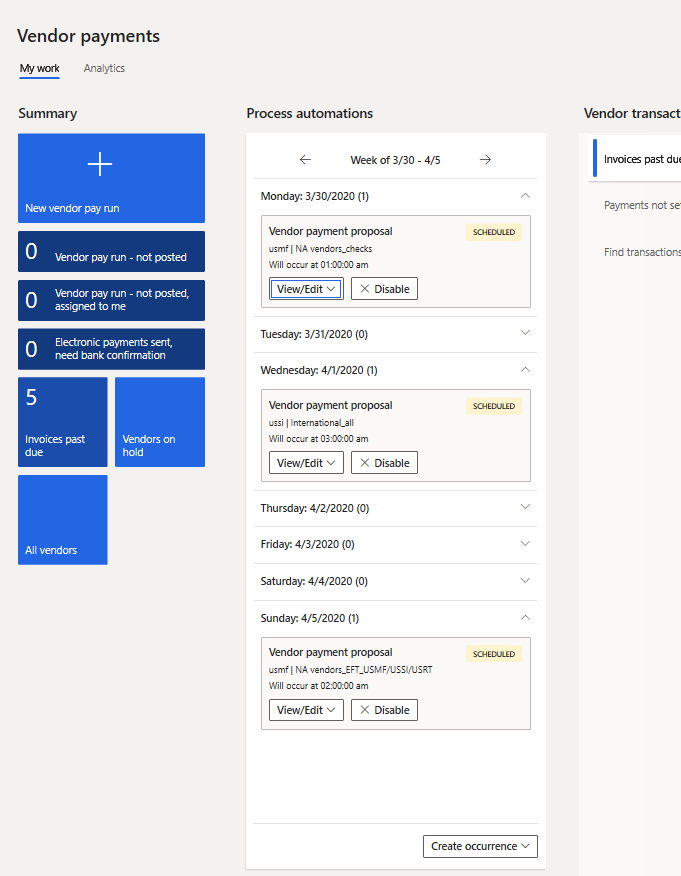 Vendor payments
My work
Analytics
Summary
New vendor pay run
0
Vendor pay run - not posted
0
Vendor pay run - not posted,
assigned to me
0
Electronic payments sent,
need bank confirmation
5
Invoices past
due
Vendors on
hold
All vendors
Process automations
Week of 3/30 - 4/5
Monday: 3/30/2020 (1)
Vendor payment proposal
SCHEDULED
usmf | NA vendors_checks
Will occur at 01:00:00 am
View/Edit
Disable
Tuesday: 3/31/2020 (0)
Wednesday: 4/1/2020 (1)
Vendor payment proposal
SCHEDULED
ussi | International_all
Will occur at 03:00:00 am
View/Edit
Disable
Thursday: 4/2/2020 (0)
Friday: 4/3/2020 (0)
Saturday: 4/4/2020 (0)
Sunday: 4/5/2020 (1)
Vendor payment proposal
SCHEDULED
usmf | NA vendors_EFT_USMF/USSI/USRT
Will occur at 02:00:00 am
View/Edit
Disable
Create occurrence
Vendor transact
Invoices past due
Payments not set
Find transactions